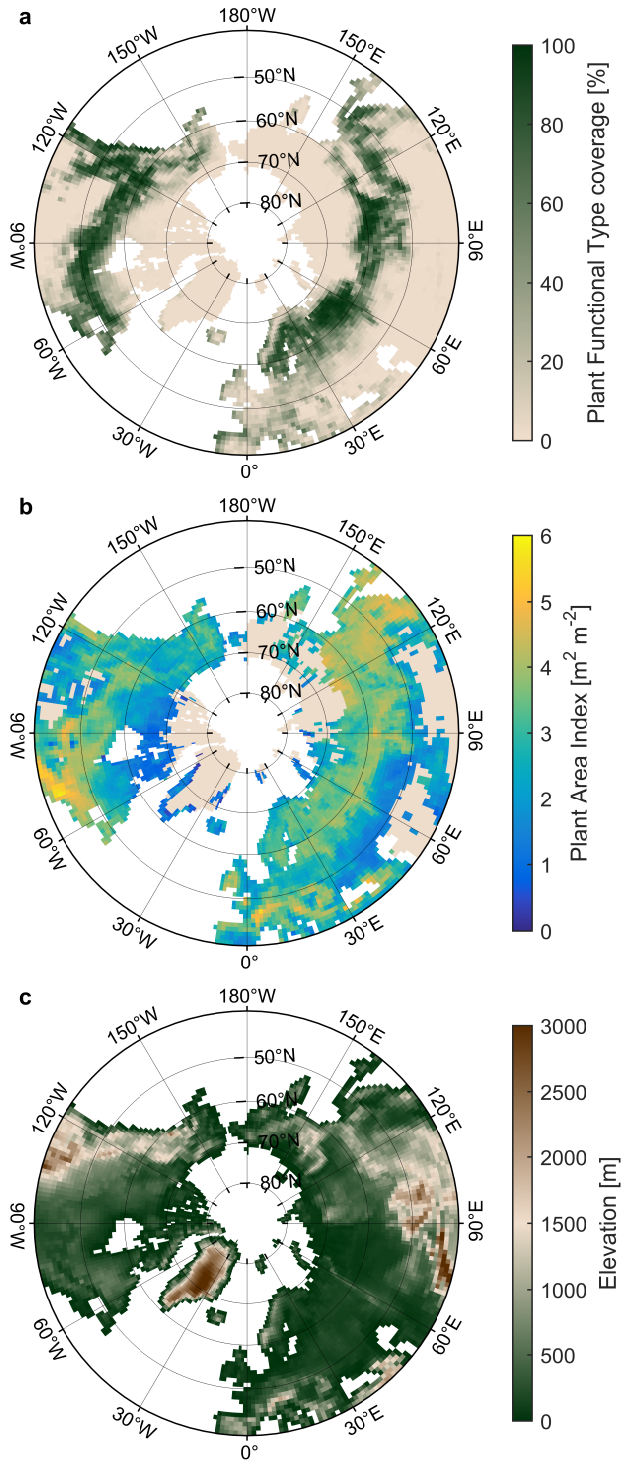 a
180°W
150°W
150°E
50°N
120°W
60°N
120°E
70°N
80°N
90°W
90°E
60°W
60°E
30°W
30°E
0°
100
80
60
40
20
0
Plant Functional Type coverage [%]
b
180°W
150°W
150°E
50°N
120°W
60°N
120°E
70°N
80°N
90°W
90°E
60°W
60°E
30°W
30°E
0°
6
5
4
3
2
1
0
Plant Area Index [m² m⁻²]
c
180°W
150°W
150°E
50°N
120°W
60°N
120°E
70°N
80°N
90°W
90°E
60°W
60°E
30°W
30°E
0°
3000
2500
2000
1500
1000
500
0
Elevation [m]